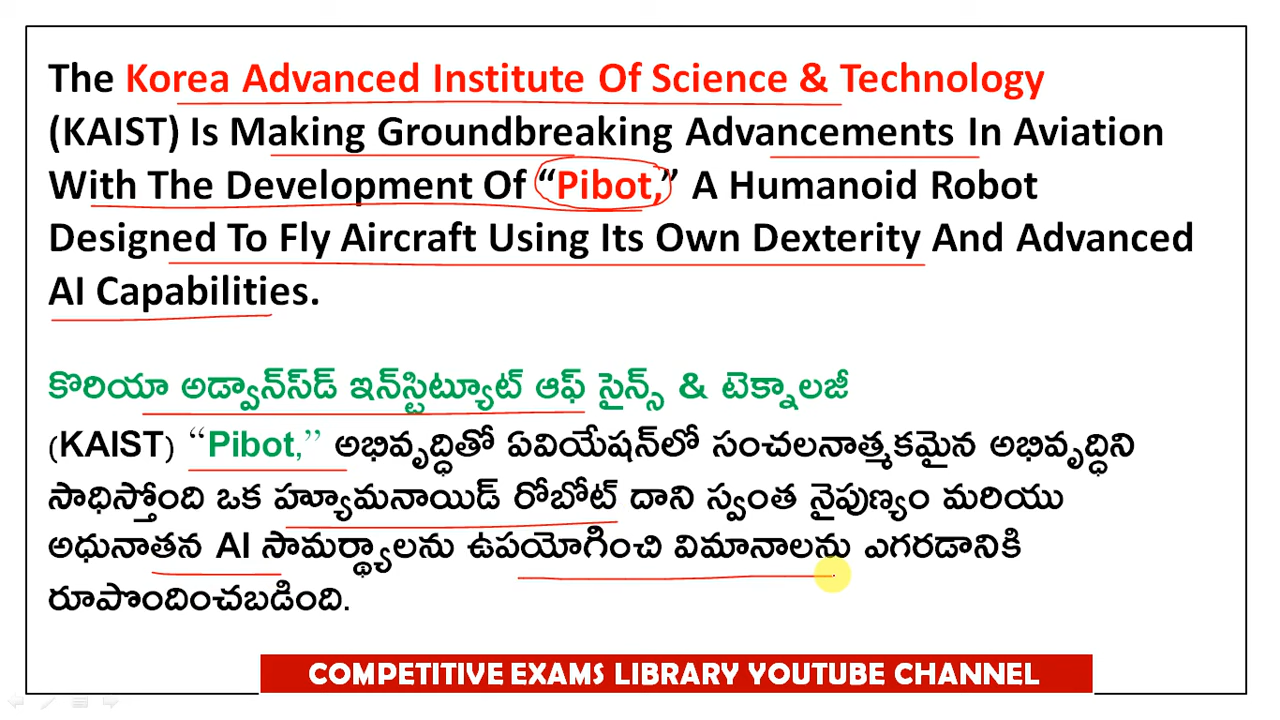 The Korea Advanced Institute Of Science & Technology
(KAIST) Is Making Groundbreaking Advancements In Aviation
With The Development Of “Pibot,” A Humanoid Robot
Designed To Fly Aircraft Using Its Own Dexterity And Advanced
AI Capabilities.
కొరియా అడ్వాన్స్‌డ్ ఇన్‌స్టిట్యూట్ ఆఫ్ సైన్స్ & టెక్నాలజీ
(KAIST) “Pibot,” అభివృద్ధితో ఏవియేషన్‌లో సంచలనాత్మకమైన అభివృద్ధిని
సాధిస్తోంది ఒక హ్యూమనాయిడ్ రోబోట్ దాని స్వంత నైపుణ్యం మరియు
అధునాతన AI సామర్థ్యాలను ఉపయోగించి విమానాలను ఎగరడానికి
రూపొందించబడింది.
COMPETITIVE EXAMS LIBRARY YOUTUBE CHANNEL